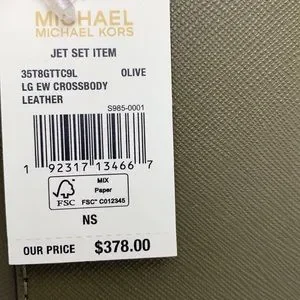 MICHAEL
MICHAEL KORS
JET SET ITEM
35T8GTTC9L OLIVE
LG EW CROSSBODY
LEATHER
S985-0001
1 92317 13466 7
FSC
MIX
Paper
FSC® C012345
NS
OUR PRICE $378.00